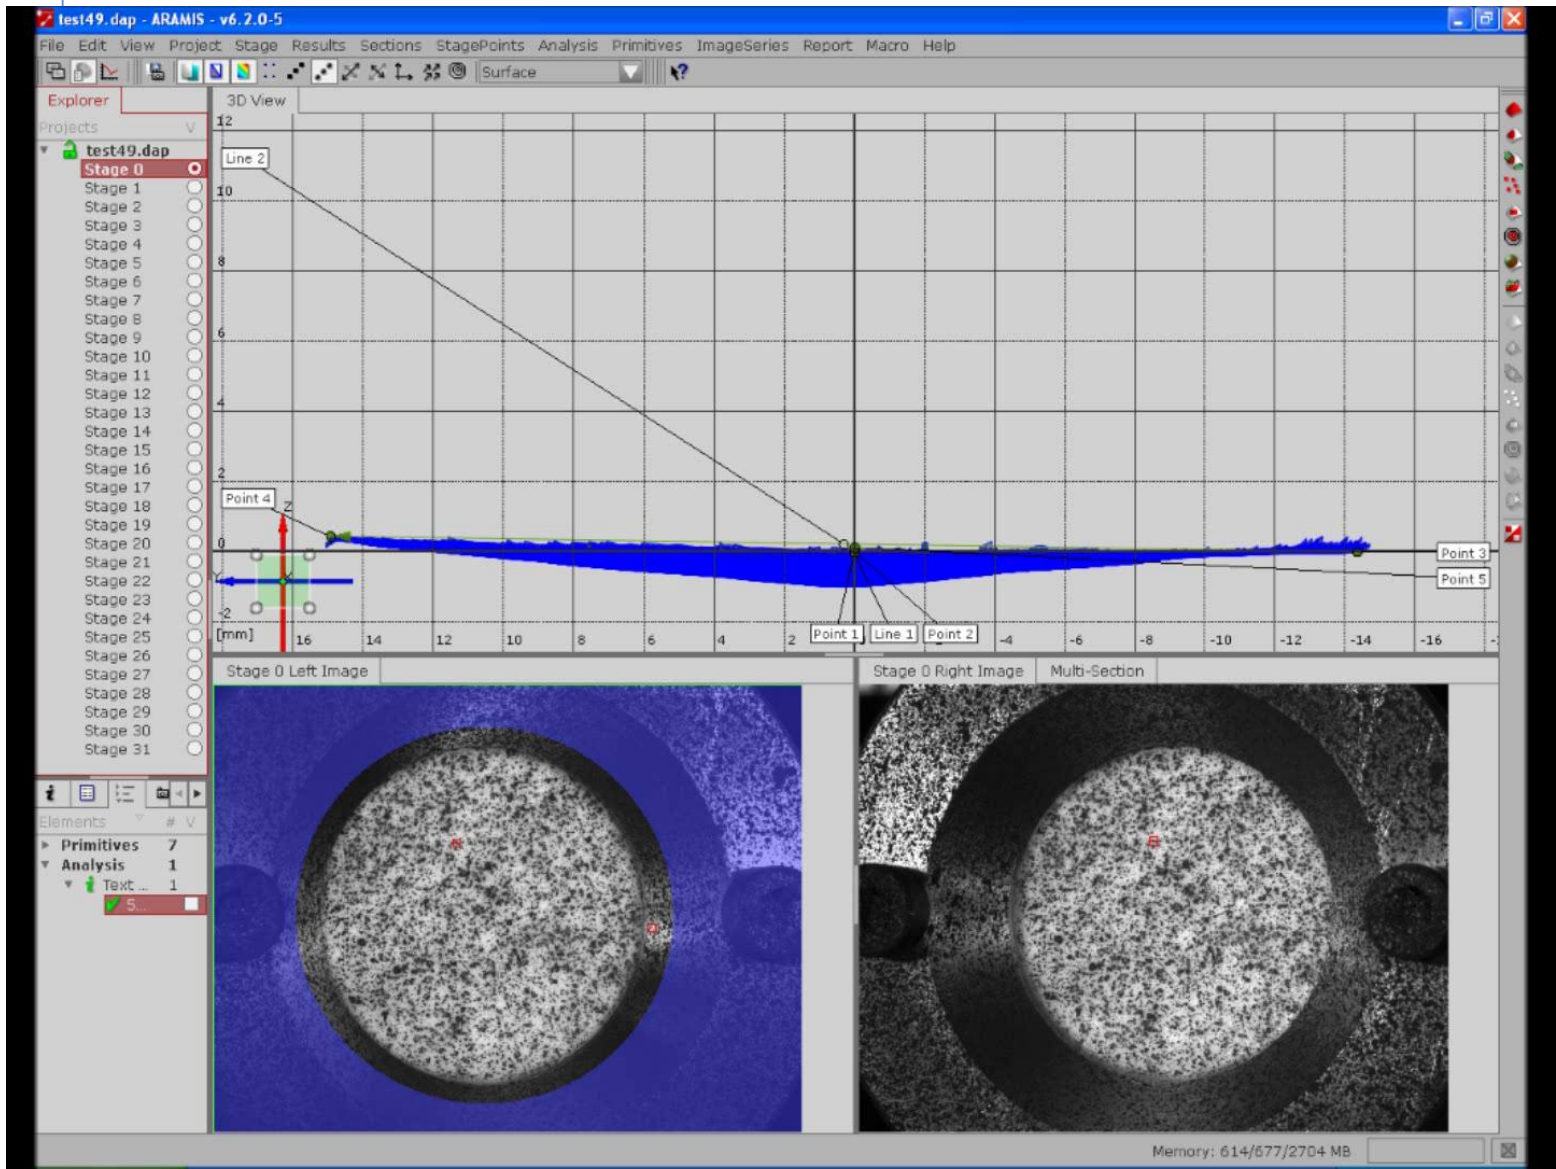 test49.dap - ARAMIS - v6.2.0-5
File Edit View Project Stage Results Sections StagePoints Analysis Primitives ImageSeries Report Macro Help
Surface
Explorer
3D View
Projects V
test49.dap
Stage 0
Stage 1
Stage 2
Stage 3
Stage 4
Stage 5
Stage 6
Stage 7
Stage 8
Stage 9
Stage 10
Stage 11
Stage 12
Stage 13
Stage 14
Stage 15
Stage 16
Stage 17
Stage 18
Stage 19
Stage 20
Stage 21
Stage 22
Stage 23
Stage 24
Stage 25
Stage 26
Stage 27
Stage 28
Stage 29
Stage 30
Stage 31
Elements # V
Primitives 7
Analysis 1
Text ... 1
5...
12
Line 2
10
8
6
4
2
Point 4
Z
0
Point 3
Point 5
Y
-2
Point 1 Line 1 Point 2
[mm] 16 14 12 10 8 6 4 2 -4 -6 -8 -10 -12 -14 -16
Stage 0 Left Image
Stage 0 Right Image Multi-Section
Memory: 614/677/2704 MB